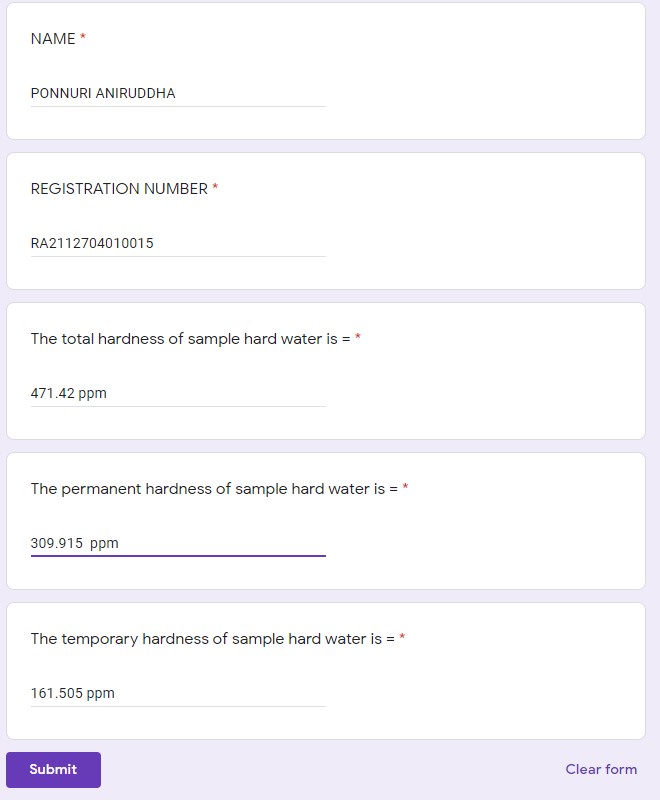 NAME *
PONNURI ANIRUDDHA
REGISTRATION NUMBER *
RA2112704010015
The total hardness of sample hard water is = *
471.42 ppm
The permanent hardness of sample hard water is = *
309.915  ppm
The temporary hardness of sample hard water is = *
161.505 ppm
Submit
Clear form